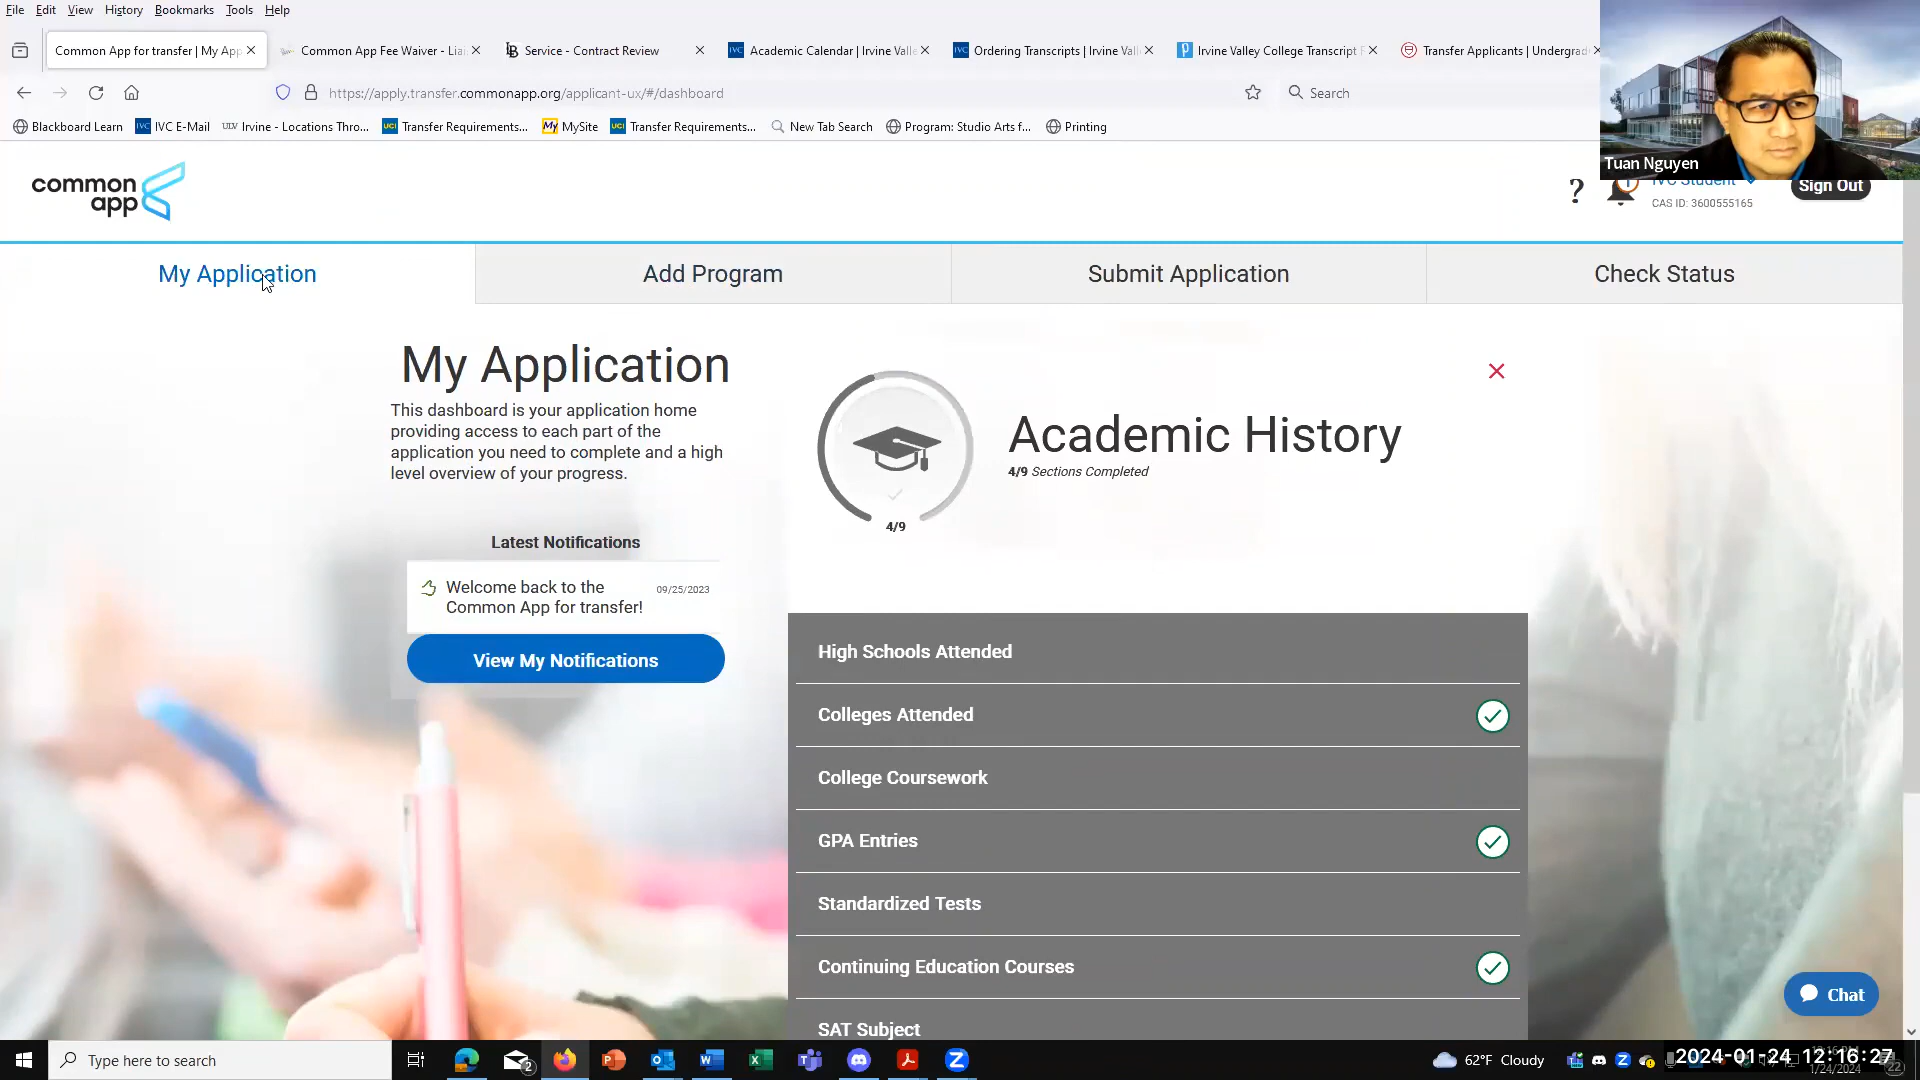 File Edit View History Bookmarks Tools Help
Common App for transfer | My App
Common App Fee Waiver - Liai
Service - Contract Review
Academic Calendar | Irvine Valle
Ordering Transcripts | Irvine Vall
Irvine Valley College Transcript
Transfer Applicants | Undergrad
https://apply.transfer.commonapp.org/applicant-ux/#/dashboard
Search
Blackboard Learn
IVC E-Mail
Irvine - Locations Thro...
Transfer Requirements...
MySite
Transfer Requirements...
New Tab Search
Program: Studio Arts f...
Printing
Tuan Nguyen
common app
IVC Student
CAS ID: 3600555165
Sign Out
My Application
Add Program
Submit Application
Check Status
My Application
This dashboard is your application home
providing access to each part of the
application you need to complete and a high
level overview of your progress.
Latest Notifications
Welcome back to the 09/25/2023
Common App for transfer!
View My Notifications
4/9
Academic History
4/9 Sections Completed
High Schools Attended
Colleges Attended
College Coursework
GPA Entries
Standardized Tests
Continuing Education Courses
SAT Subject
Chat
Type here to search
2
62°F Cloudy
2024-01-24 12:16:27
1/24/2024
22